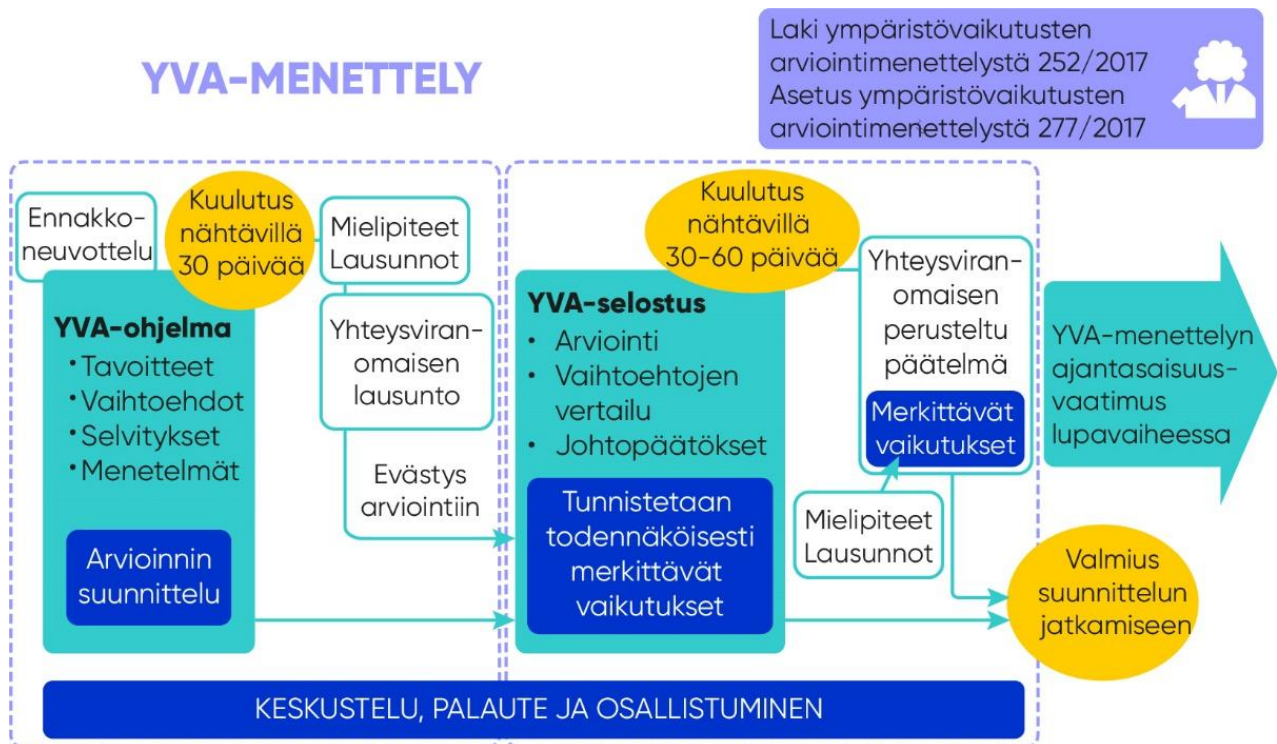 YVA-MENETTELY
Laki ympäristövaikutusten
arviointimenettelystä 252/2017
Asetus ympäristövaikutusten
arviointimenettelystä 277/2017
Ennakko-
neuvottelu
Kuulutus
nähtävillä
30 päivää
Mielipiteet
Lausunnot
YVA-ohjelma
• Tavoitteet
• Vaihtoehdot
• Selvitykset
• Menetelmät
Arvioinnin
suunnittelu
Yhteysviran-
omaisen
lausunto
Evästys
arviointiin
Kuulutus
nähtävillä
30-60 päivää
YVA-selostus
• Arviointi
• Vaihtoehtojen
vertailu
• Johtopäätökset
Tunnistetaan
todennäköisesti
merkittävät
vaikutukset
Yhteysviran-
omaisen
perusteltu
päätelmä
Merkittävät
vaikutukset
Mielipiteet
Lausunnot
YVA-menettelyn
ajantasaisuus-
vaatimus
lupavaiheessa
Valmius
suunnittelun
jatkamiseen
KESKUSTELU, PALAUTE JA OSALLISTUMINEN